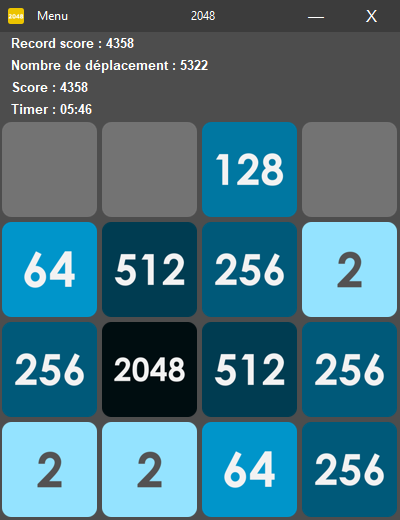 2048 Menu 2048 — X
Record score : 4358
Nombre de déplacement : 5322
Score : 4358
Timer : 05:46
128
64 512 256 2
256 2048 512 256
2 2 64 256